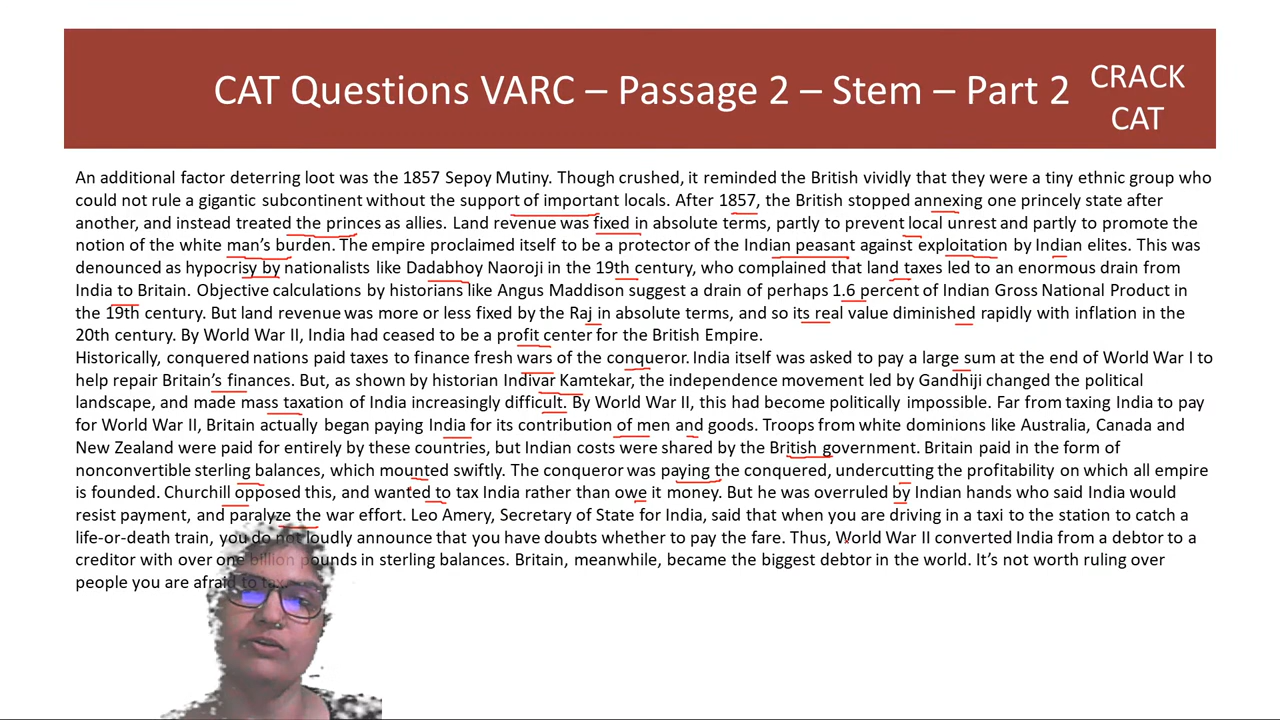 CAT Questions VARC – Passage 2 – Stem – Part 2
CRACK
CAT
An additional factor deterring loot was the 1857 Sepoy Mutiny. Though crushed, it reminded the British vividly that they were a tiny ethnic group who
could not rule a gigantic subcontinent without the support of important locals. After 1857, the British stopped annexing one princely state after
another, and instead treated the princes as allies. Land revenue was fixed in absolute terms, partly to prevent local unrest and partly to promote the
notion of the white man's burden. The empire proclaimed itself to be a protector of the Indian peasant against exploitation by Indian elites. This was
denounced as hypocrisy by nationalists like Dadabhoy Naoroji in the 19th century, who complained that land taxes led to an enormous drain from
India to Britain. Objective calculations by historians like Angus Maddison suggest a drain of perhaps 1.6 percent of Indian Gross National Product in
the 19th century. But land revenue was more or less fixed by the Raj in absolute terms, and so its real value diminished rapidly with inflation in the
20th century. By World War II, India had ceased to be a profit center for the British Empire.
Historically, conquered nations paid taxes to finance fresh wars of the conqueror. India itself was asked to pay a large sum at the end of World War I to
help repair Britain's finances. But, as shown by historian Indivar Kamtekar, the independence movement led by Gandhiji changed the political
landscape, and made mass taxation of India increasingly difficult. By World War II, this had become politically impossible. Far from taxing India to pay
for World War II, Britain actually began paying India for its contribution of men and goods. Troops from white dominions like Australia, Canada and
New Zealand were paid for entirely by these countries, but Indian costs were shared by the British government. Britain paid in the form of
nonconvertible sterling balances, which mounted swiftly. The conqueror was paying the conquered, undercutting the profitability on which all empire
is founded. Churchill opposed this, and wanted to tax India rather than owe it money. But he was overruled by Indian hands who said India would
resist payment, and paralyze the war effort. Leo Amery, Secretary of State for India, said that when you are driving in a taxi to the station to catch a
life-or-death train, you do not loudly announce that you have doubts whether to pay the fare. Thus, World War II converted India from a debtor to a
creditor with over one billion pounds in sterling balances. Britain, meanwhile, became the biggest debtor in the world. It's not worth ruling over
people you are afraid to tax.